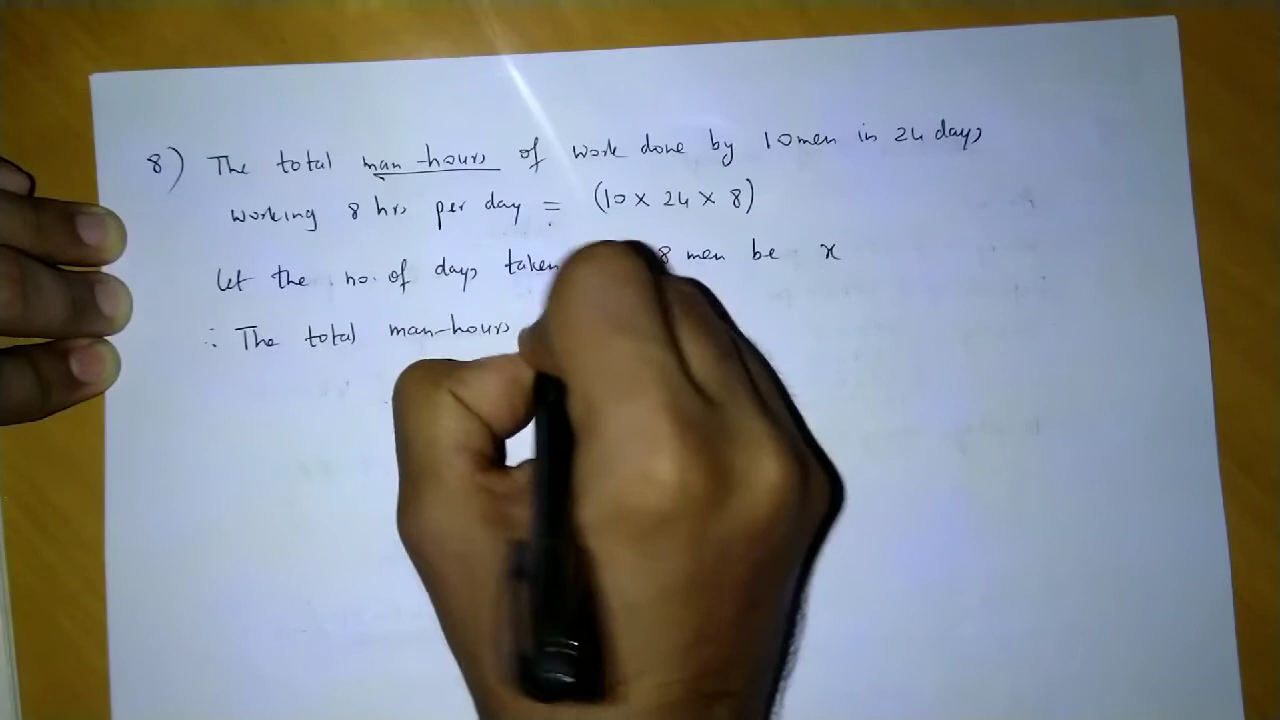 8) The total man-hours of work done by 10 men in 24 days
working 8 hrs per day = (10 × 24 × 8)
let the no. of days taken 8 men be x
∴ The total man-hours